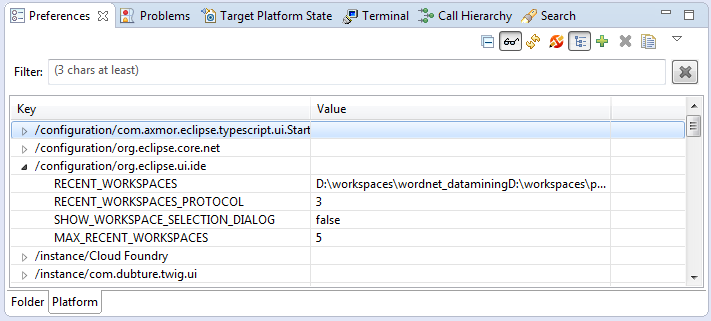 Preferences Problems Target Platform State Terminal Call Hierarchy Search
Filter: (3 chars at least)
Key Value
/configuration/com.axmor.eclipse.typescript.ui.Start
/configuration/org.eclipse.core.net
/configuration/org.eclipse.ui.ide
RECENT_WORKSPACES D:\workspaces\wordnet_dataminingD:\workspaces\p...
RECENT_WORKSPACES_PROTOCOL 3
SHOW_WORKSPACE_SELECTION_DIALOG false
MAX_RECENT_WORKSPACES 5
/instance/Cloud Foundry
/instance/com.dubture.twig.ui
Folder Platform